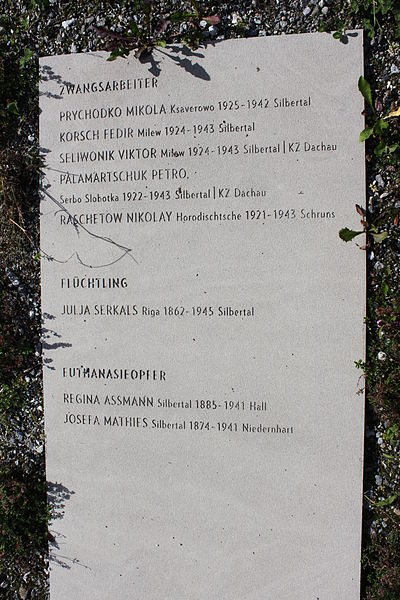 ZWANGSARBEITER
PRYCHODKO MIKOLA Ksaverowo 1925-1942 Silbertal
KORSCH FEDIR Milew 1924-1943 Silbertal
SELIWONIK VIKTOR Milow 1924-1943 Silbertal | KZ Dachau
PALAMARTSCHUK PETRO,
Serbo Slobotka 1922-1943 Silbertal | KZ Dachau
RASCHETOW NIKOLAY Horodischtsche 1921-1943 Schruns
FLÜCHTLING
JULJA SERKALS Riga 1862-1945 Silbertal
EUTHANASIEOPFER
REGINA ASSMANN Silbertal 1885-1941 Hall
JOSEFA MATHIES Silbertal 1874-1941 Niedernhart